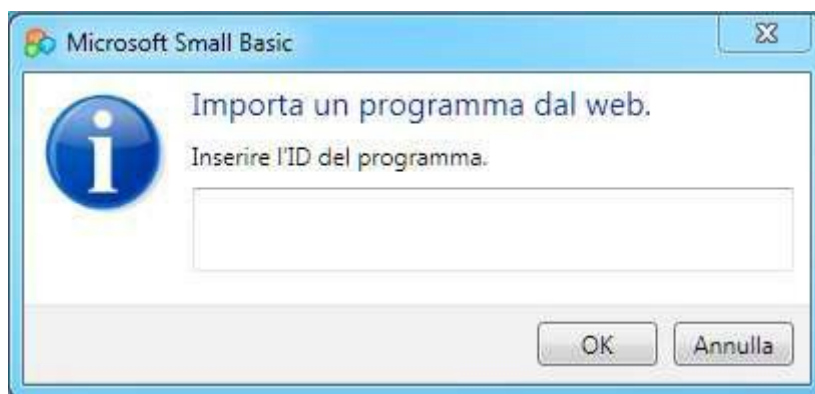 Microsoft Small Basic
Importa un programma dal web.
Inserire l'ID del programma.
OK
Annulla